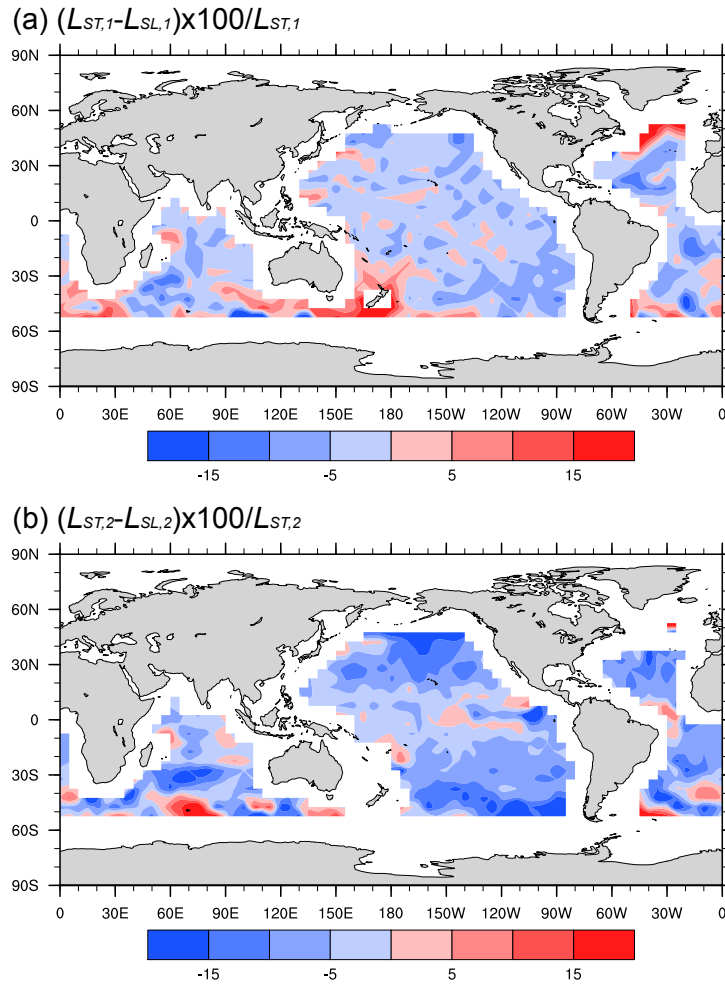 (a) (LST,1-LSL,1)x100/LST,1
90N
60N
30N
0
30S
60S
90S
0 30E 60E 90E 120E 150E 180 150W 120W 90W 60W 30W 0
-15 -5 5 15
(b) (LST,2-LSL,2)x100/LST,2
90N
60N
30N
0
30S
60S
90S
0 30E 60E 90E 120E 150E 180 150W 120W 90W 60W 30W 0
-15 -5 5 15